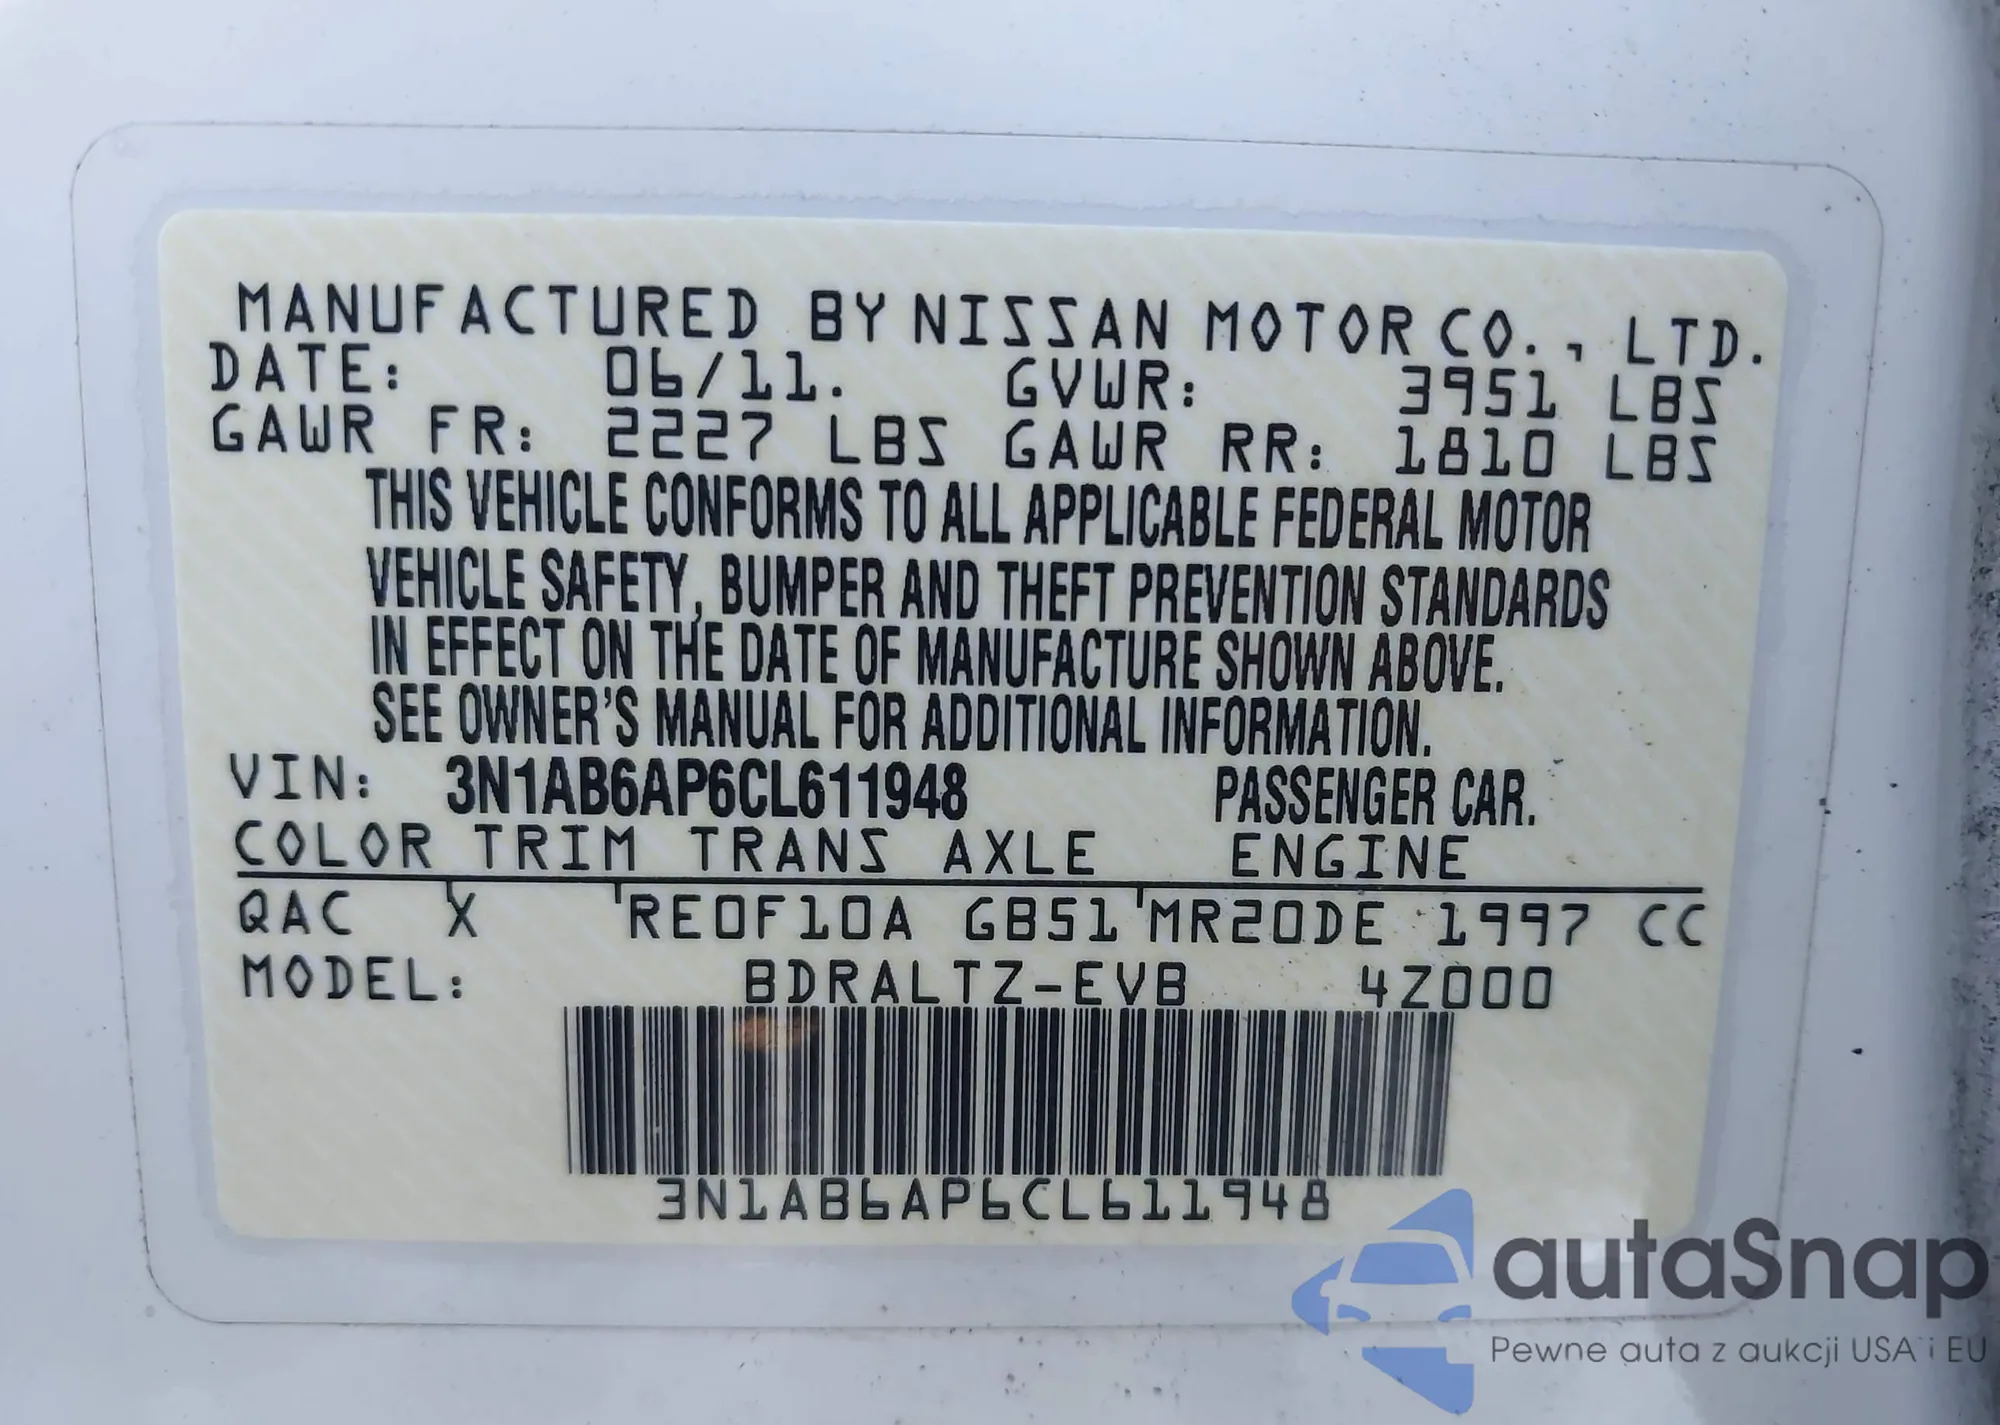 MANUFACTURED BY NISSAN MOTOR CO., LTD.
DATE: 06/11. GVWR: 3951 LBS
GAWR FR: 2227 LBS GAWR RR: 1810 LBS
THIS VEHICLE CONFORMS TO ALL APPLICABLE FEDERAL MOTOR
VEHICLE SAFETY, BUMPER AND THEFT PREVENTION STANDARDS
IN EFFECT ON THE DATE OF MANUFACTURE SHOWN ABOVE.
SEE OWNER'S MANUAL FOR ADDITIONAL INFORMATION.
VIN: 3N1AB6AP6CL611948 PASSENGER CAR.
COLOR TRIM TRANS AXLE ENGINE
QAC X RE0F10A GB51 MR20DE 1997 CC
MODEL: BDRALTZ-EVB 4Z000
3N1AB6AP6CL611948
autaSnap
Pewne auta z aukcji USA i EU